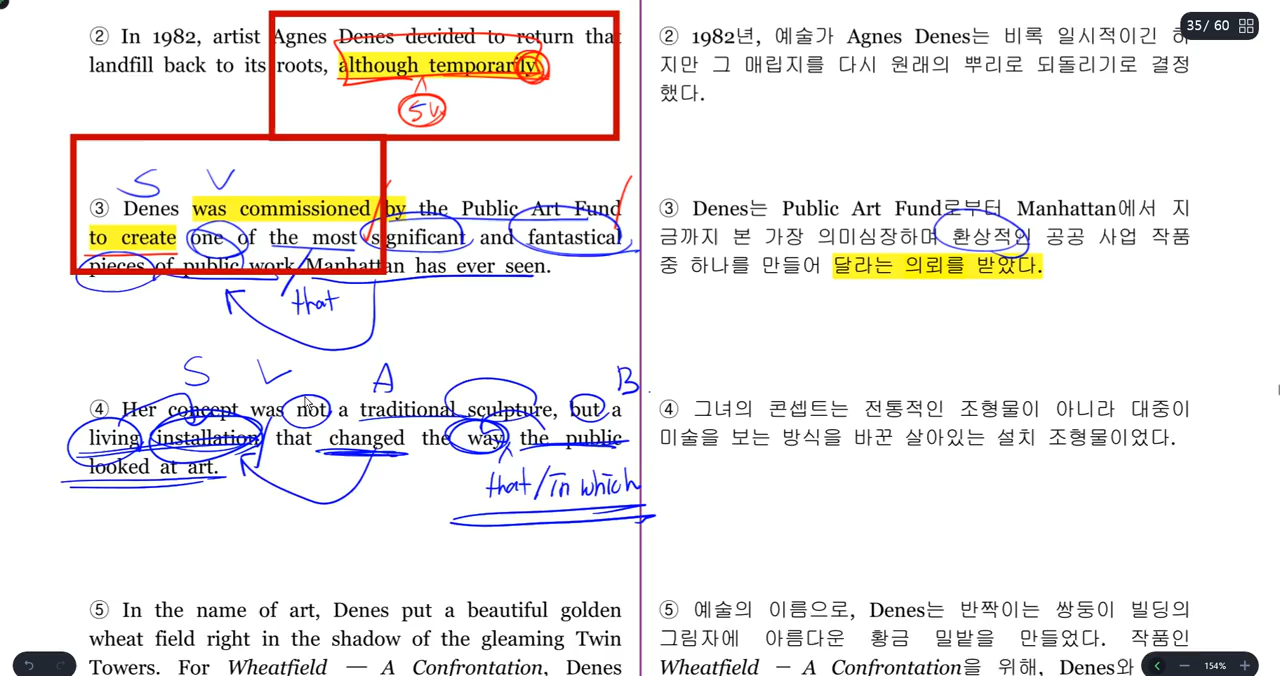 35 / 60
② In 1982, artist Agnes Denes decided to return that
landfill back to its roots, although temporarily.
S V
S V
③ Denes was commissioned by the Public Art Fund
to create one of the most significant and fantastical
pieces of public work Manhattan has ever seen.
that
S V A B
④ Her concept was not a traditional sculpture, but a
living installation that changed the way the public
looked at art.
that / in which
⑤ In the name of art, Denes put a beautiful golden
wheat field right in the shadow of the gleaming Twin
Towers. For Wheatfield — A Confrontation, Denes
② 1982년, 예술가 Agnes Denes는 비록 일시적이긴 하
지만 그 매립지를 다시 원래의 뿌리로 되돌리기로 결정
했다.
③ Denes는 Public Art Fund로부터 Manhattan에서 지
금까지 본 가장 의미심장하며 환상적인 공공 사업 작품
중 하나를 만들어 달라는 의뢰를 받았다.
④ 그녀의 콘셉트는 전통적인 조형물이 아니라 대중이
미술을 보는 방식을 바꾼 살아있는 설치 조형물이었다.
⑤ 예술의 이름으로, Denes는 반짝이는 쌍둥이 빌딩의
그림자에 아름다운 황금 밀밭을 만들었다. 작품인
Wheatfield – A Confrontation을 위해, Denes와
154%